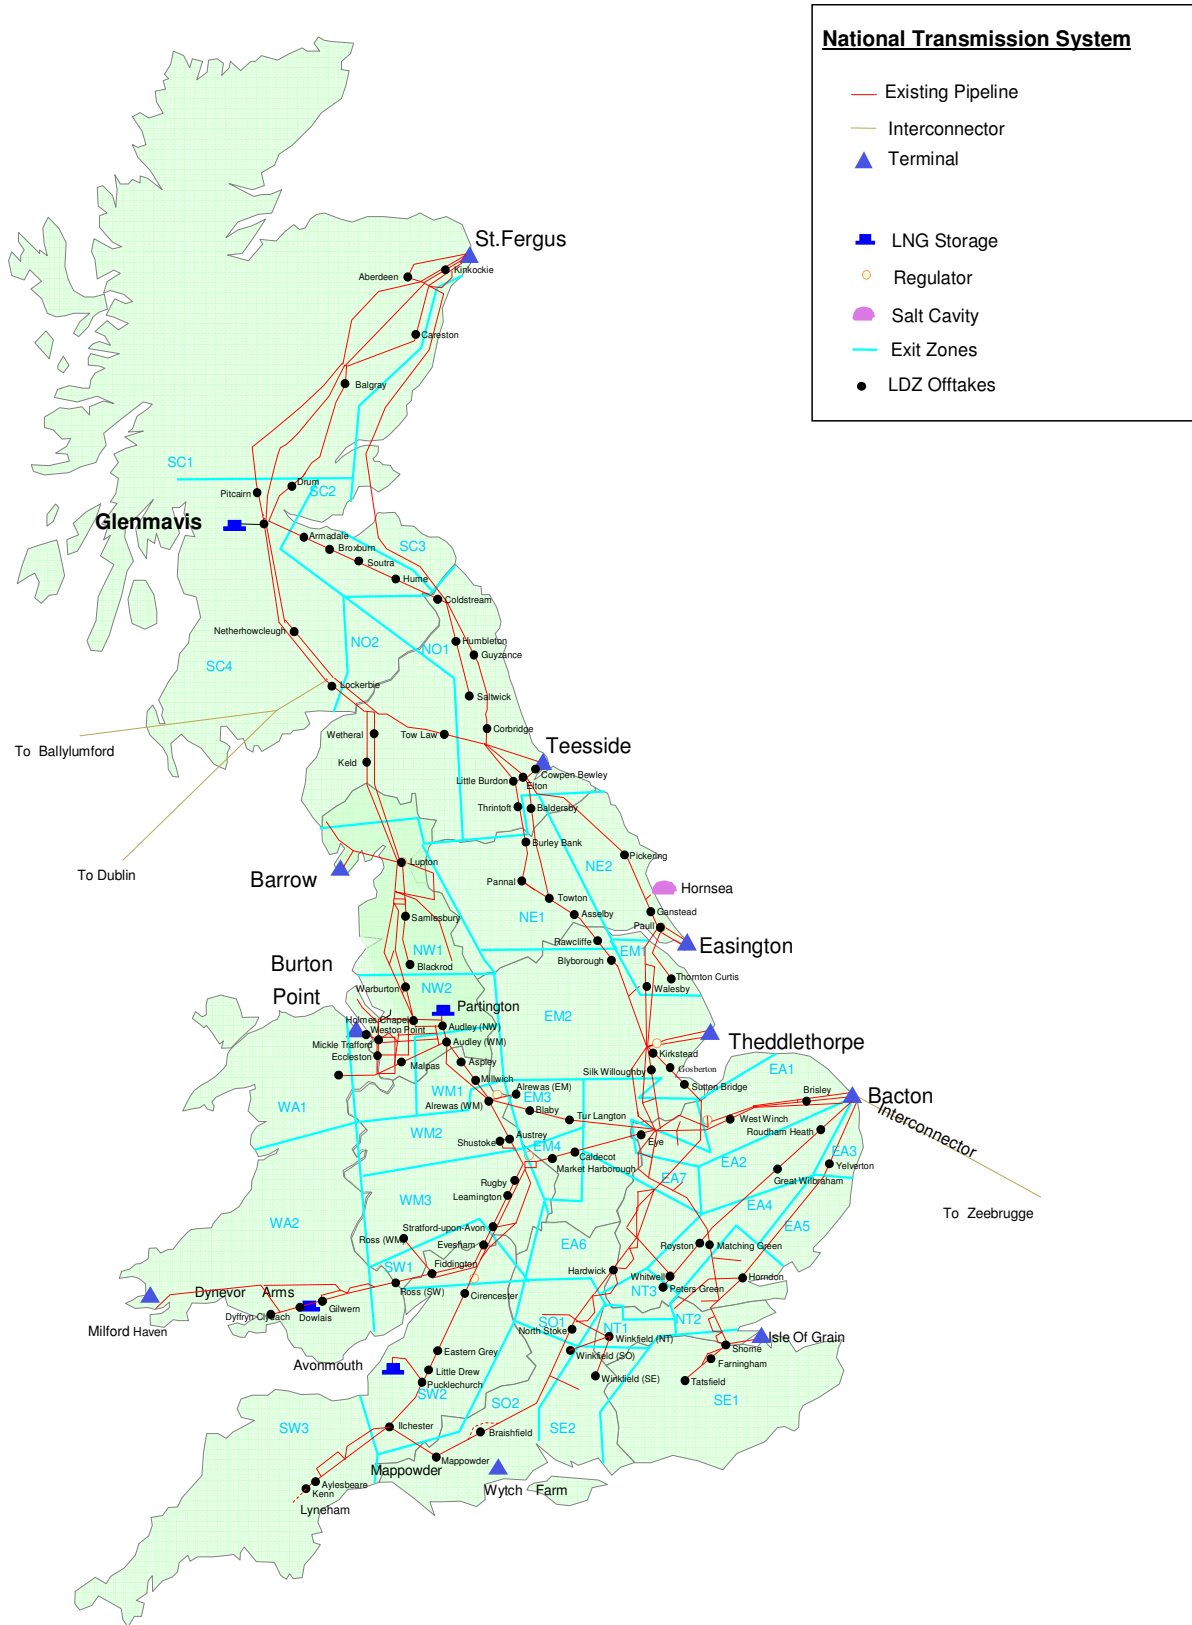 National Transmission System
Existing Pipeline
Interconnector
Terminal
LNG Storage
Regulator
Salt Cavity
Exit Zones
LDZ Offtakes
St.Fergus
Kinkockie
Aberdeen
Careston
Balgray
SC1
Drum
SC2
Pitcairn
Glenmavis
Armadale
Broxburn
SC3
Soutra
Hume
Coldstream
Netherhowcleugh
NO2
NO1
Humbleton
Guyzance
SC4
Lockerbie
Saltwick
To Ballylumford
Wetheral
Tow Law
Corbridge
Teesside
Keld
Cowpen Bewley
Little Burdon
Elton
Thrintoft
Baldersby
To Dublin
Barrow
Lupton
Burley Bank
Pickering
NE2
Pannal
Hornsea
Towton
Samlesbury
NE1
Asselby
Ganstead
Paull
Rawcliffe
EM1
Easington
NW1
Blackrod
Blyborough
Burton
Point
Warburton
NW2
Thornton Curtis
Walesby
Partington
EM2
Holmes Chapel
Audley (NW)
Weston Point
Mickle Trafford
Audley (WM)
Theddlethorpe
Eccleston
Malpas
Aspley
Kirkstead
Silk Willoughby
Gosberton
EA1
Millwich
Sutton Bridge
WM1
Alrewas (EM)
EM3
Brisley
Bacton
WA1
Alrewas (WM)
Blaby
Tur Langton
West Winch
Interconnector
WM2
Shustoke
Austrey
Eye
Roudham Heath
EM4
Caldecot
EA3
Market Harborough
EA2
Yelverton
EA7
Great Wilbraham
Rugby
Leamington
WM3
To Zeebrugge
EA4
WA2
Stratford-upon-Avon
EA5
Ross (WM)
Evesham
EA6
Royston
Matching Green
SW1
Fiddington
Hardwick
Whitwell
Horndon
Ross (SW)
Peters Green
NT3
Dynevor Arms
Cirencester
Gilwern
Dowlais
Dyffryn Clydach
NT2
Milford Haven
SO1
North Stoke
NT1
Winkfield (NT)
Isle Of Grain
Shorne
Eastern Grey
Winkfield (SO)
Farningham
Avonmouth
Little Drew
Winkfield (SE)
Tatsfield
Pucklechurch
SW2
SO2
SE1
SW3
Ilchester
SE2
Braishfield
Mappowder
Mappowder
Aylesbeare
Kenn
Wytch Farm
Lyneham